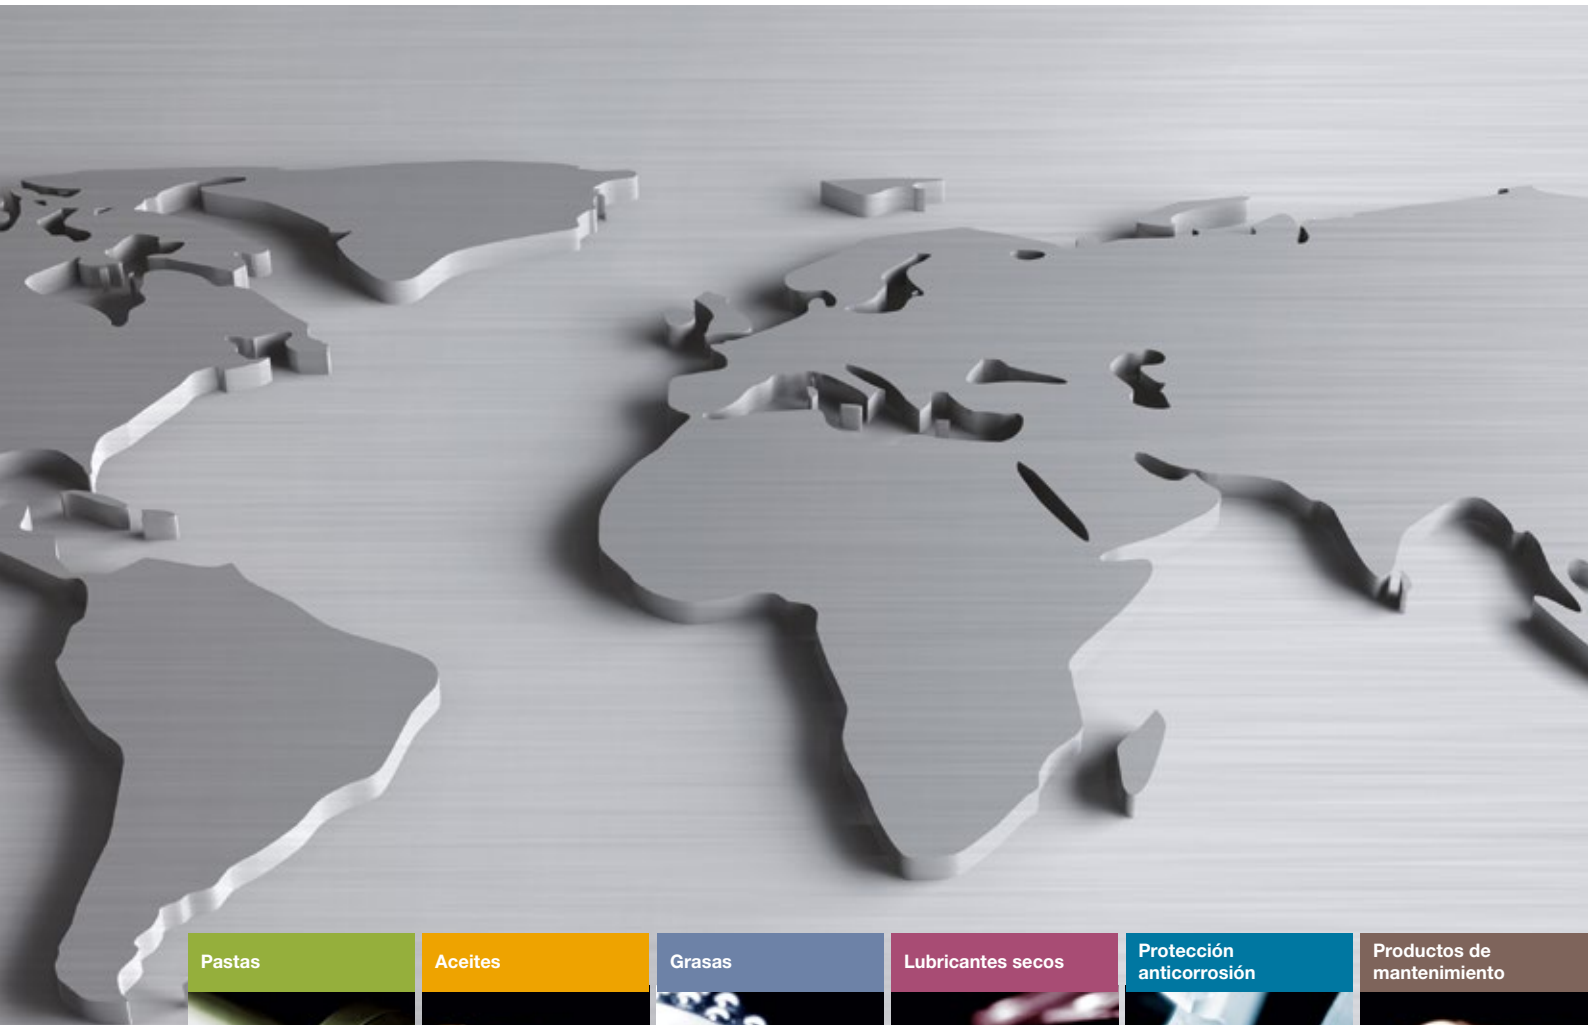 Pastas
Aceites
Grasas
Lubricantes secos
Protección
anticorrosión
Productos de
mantenimiento